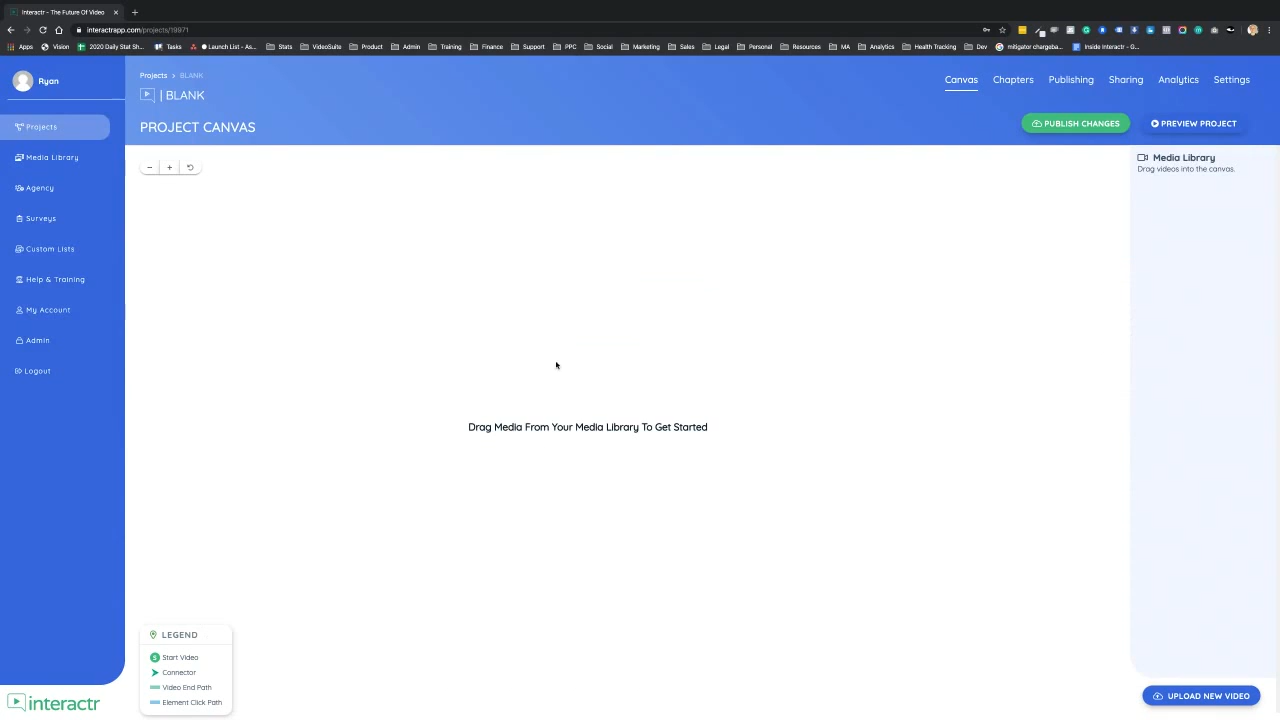 Interactr - The Future Of Video
interactrapp.com/projects/19971
Apps
Vision
2020 Daily Stat Sh...
Tasks
Launch List - As...
Stats
VideoSuite
Product
Admin
Training
Finance
Support
PPC
Social
Marketing
Sales
Legal
Personal
Resources
MA
Analytics
Health Tracking
Dev
mitigator chargeba...
Inside Interactr - G...
Ryan
Projects
Media Library
Agency
Surveys
Custom Lists
Help & Training
My Account
Admin
Logout
interactr
Projects > BLANK
| BLANK
PROJECT CANVAS
Canvas
Chapters
Publishing
Sharing
Analytics
Settings
PUBLISH CHANGES
PREVIEW PROJECT
Media Library
Drag videos into the canvas.
Drag Media From Your Media Library To Get Started
LEGEND
Start Video
Connector
Video End Path
Element Click Path
UPLOAD NEW VIDEO